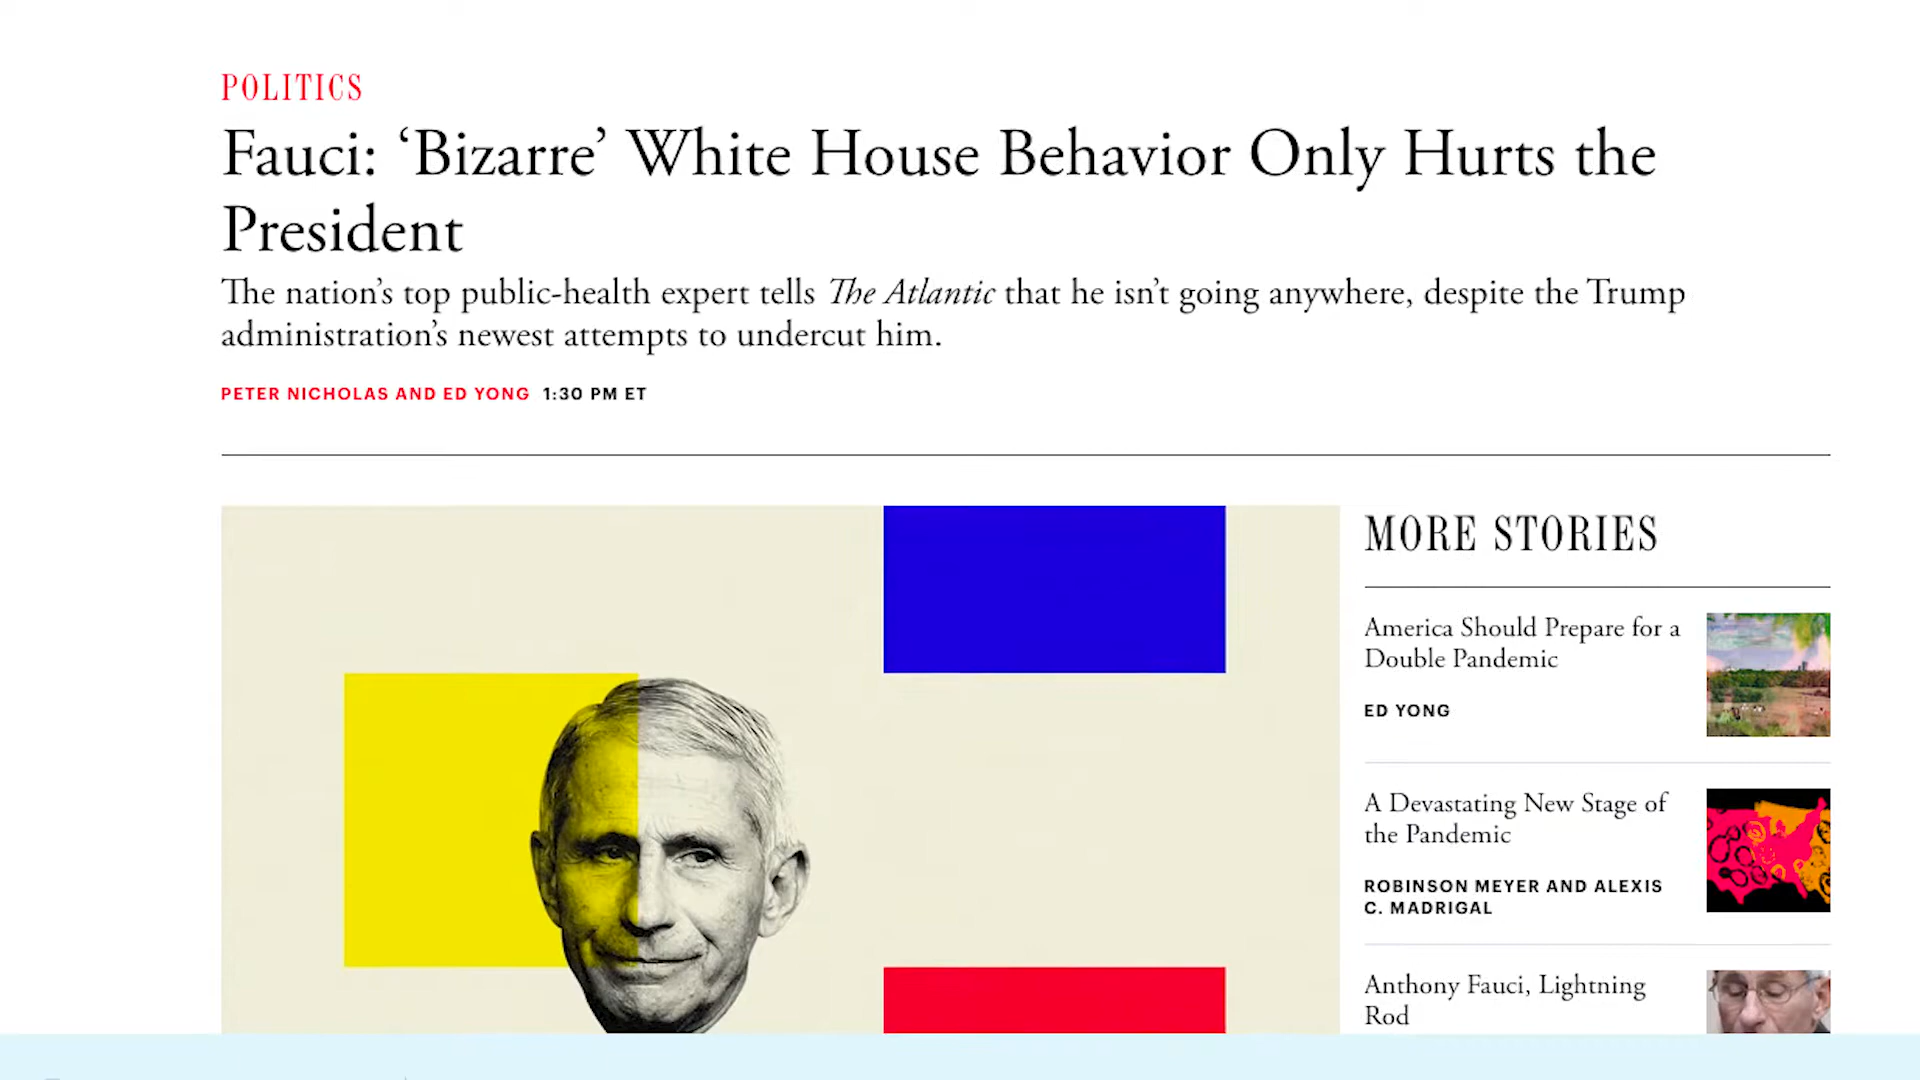 POLITICS
Fauci: ‘Bizarre’ White House Behavior Only Hurts the
President
The nation’s top public-health expert tells The Atlantic that he isn’t going anywhere, despite the Trump
administration’s newest attempts to undercut him.
PETER NICHOLAS AND ED YONG 1:30 PM ET
MORE STORIES
America Should Prepare for a
Double Pandemic
ED YONG
A Devastating New Stage of
the Pandemic
ROBINSON MEYER AND ALEXIS
C. MADRIGAL
Anthony Fauci, Lightning
Rod